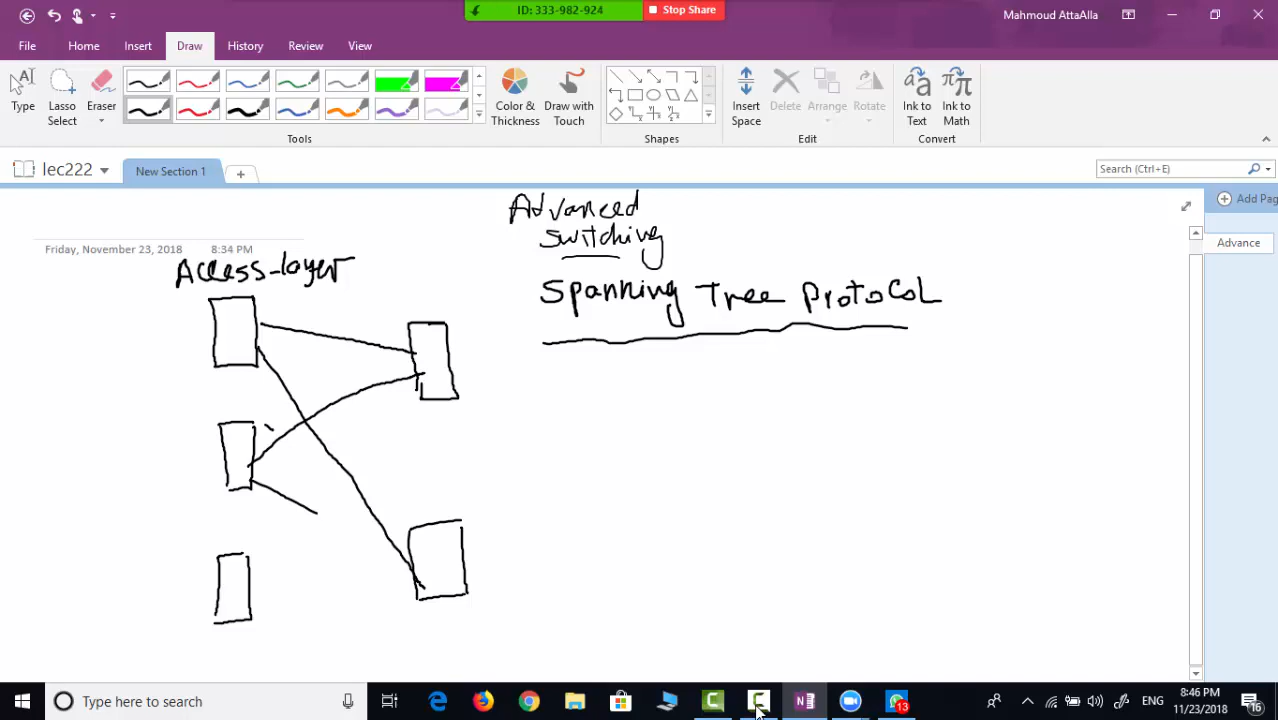 ID: 333-982-924
Stop Share
Mahmoud AttaAlla
File Home Insert Draw History Review View
Type
Lasso Select
Eraser
Color & Thickness
Draw with Touch
Insert Space
Delete
Arrange
Rotate
Ink to Text
Ink to Math
Tools
Shapes
Edit
Convert
lec222
New Section 1
Search (Ctrl+E)
Add Pag
Advance
Advanced
switching
Friday, November 23, 2018 8:34 PM
Access-layer
Spanning Tree ProtoCoL
Type here to search
13
ENG
8:46 PM
11/23/2018
16